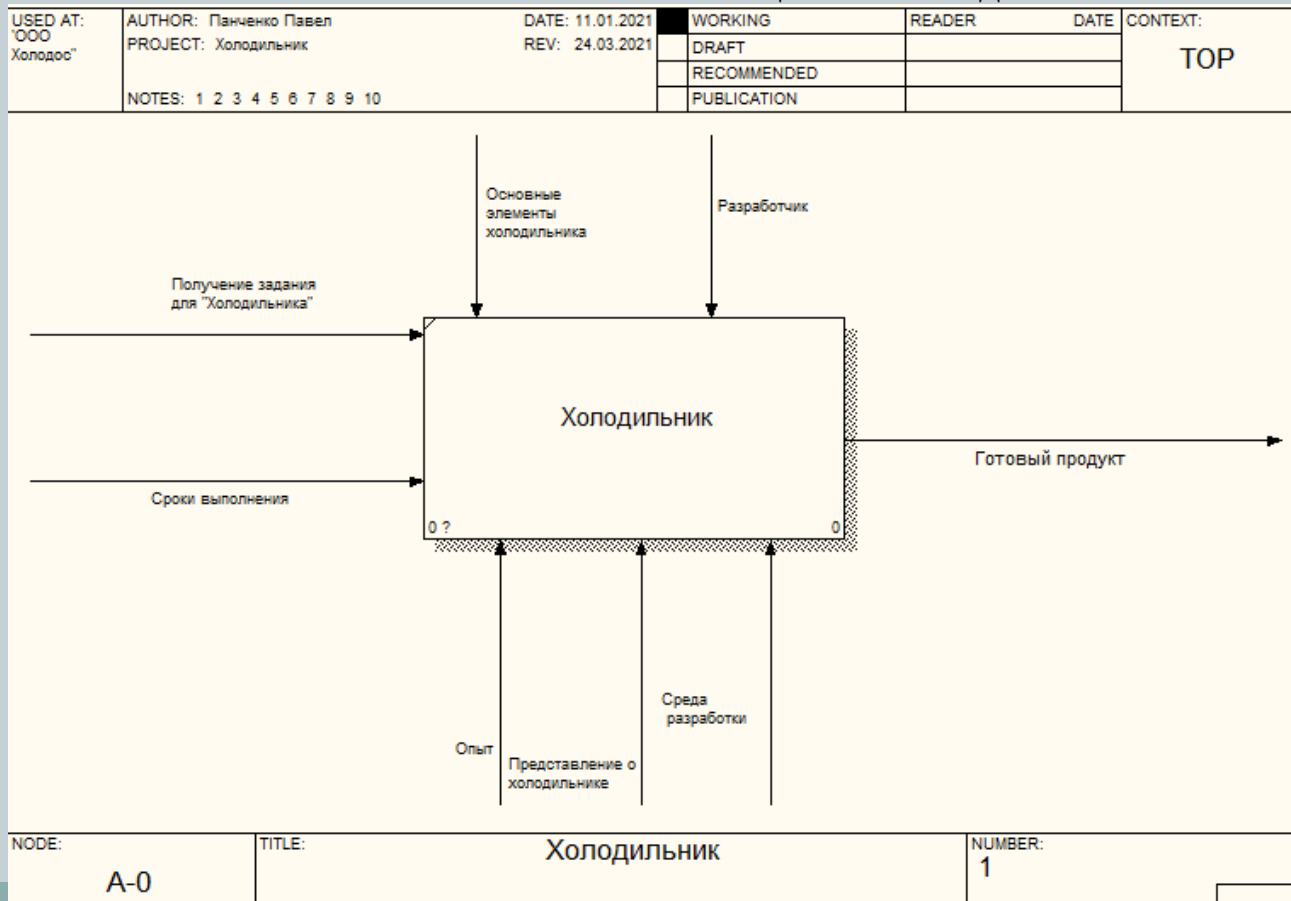 USED AT:
"ООО
Холодос"
AUTHOR: Панченко Павел
DATE: 11.01.2021
PROJECT: Холодильник
REV: 24.03.2021
NOTES: 1 2 3 4 5 6 7 8 9 10
WORKING
DRAFT
RECOMMENDED
PUBLICATION
READER
DATE
CONTEXT:
TOP
Основные
элементы
холодильника
Разработчик
Получение задания
для "Холодильника"
Холодильник
Готовый продукт
Сроки выполнения
0 ?
0
Среда
разработки
Опыт
Представление о
холодильнике
NODE:
A-0
TITLE:
Холодильник
NUMBER:
1